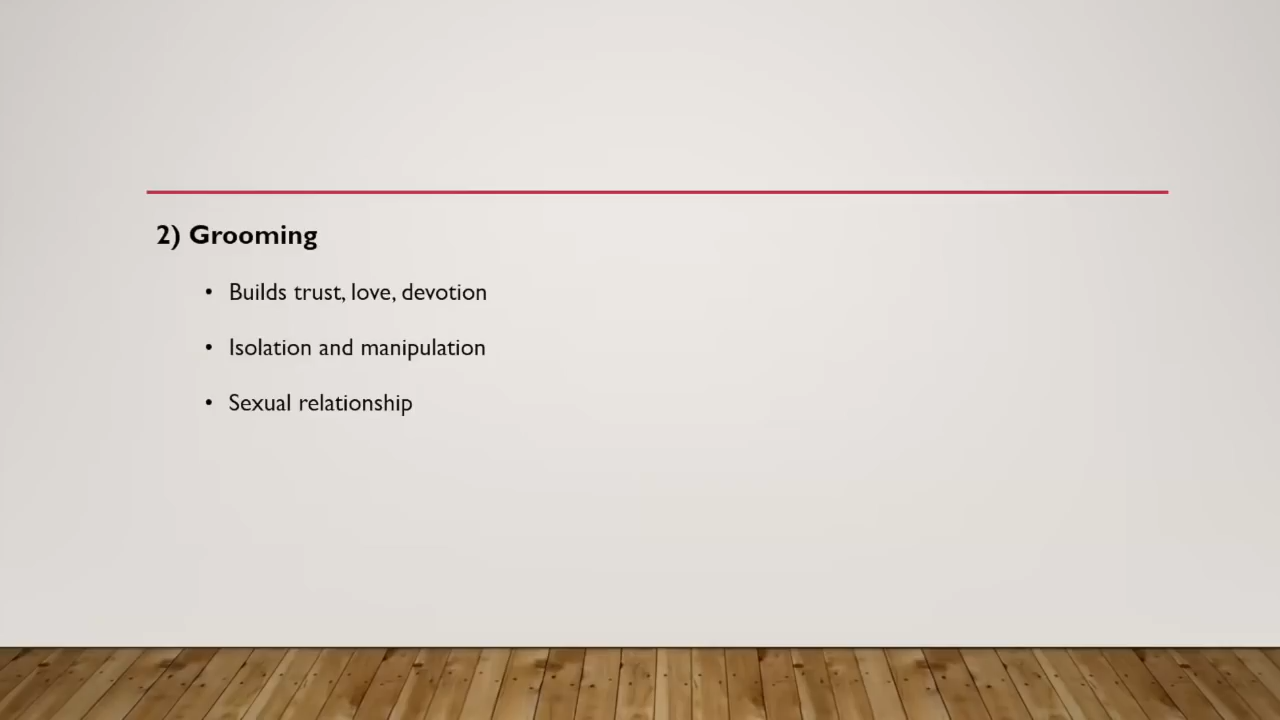 2) Grooming
• Builds trust, love, devotion
• Isolation and manipulation
• Sexual relationship